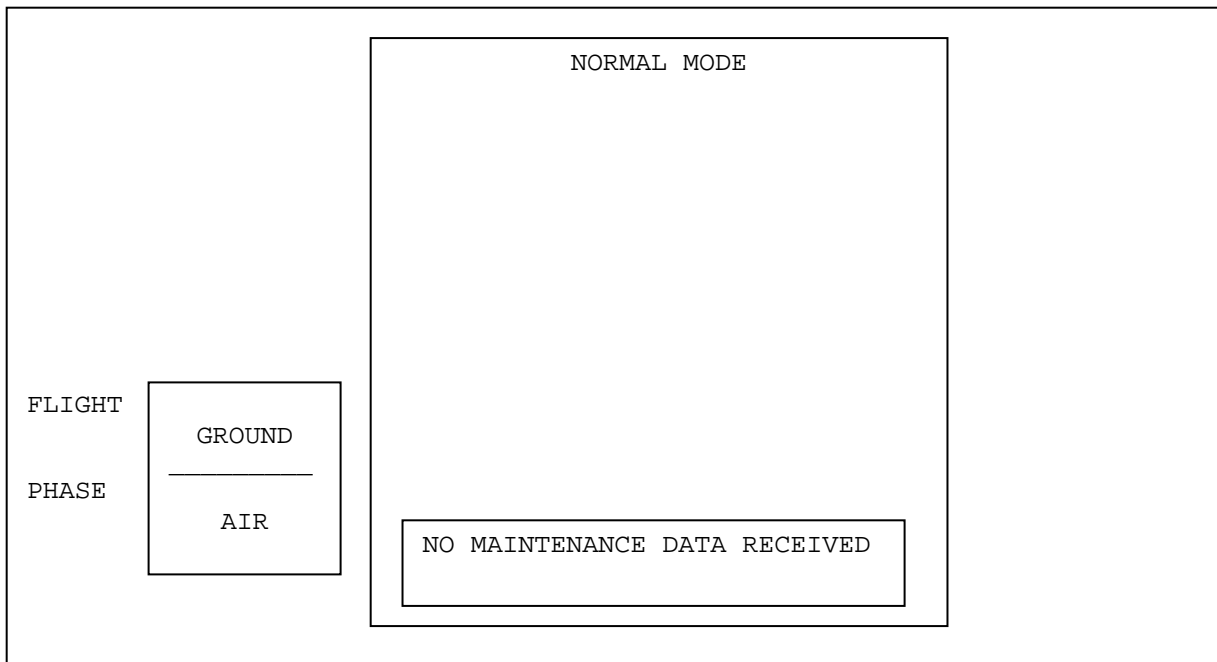 NORMAL MODE
FLIGHT
GROUND
PHASE
AIR
NO MAINTENANCE DATA RECEIVED